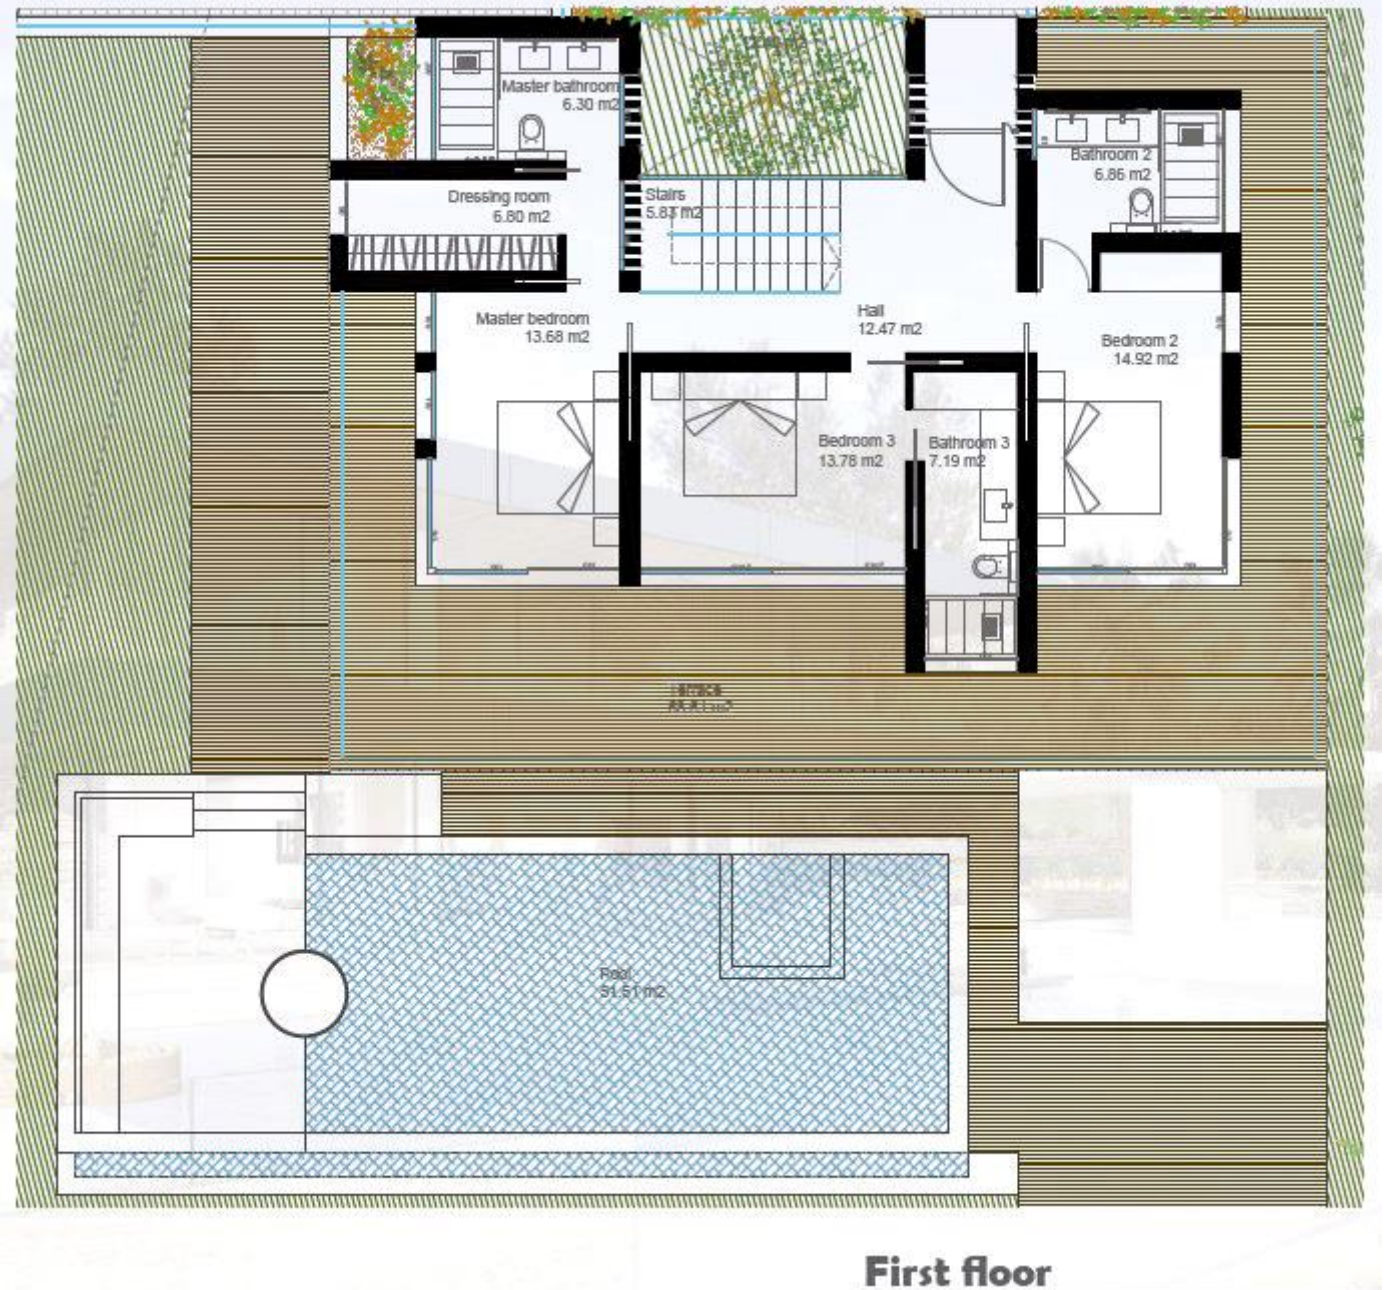 Master bathroom
6.30 m2
Bathroom 2
6.86 m2
Dressing room
6.80 m2
Stairs
5.83 m2
Master bedroom
13.68 m2
Hall
12.47 m2
Bedroom 2
14.92 m2
Bedroom 3
13.78 m2
Bathroom 3
7.19 m2
Terrace
Pool
51.51 m2
First floor